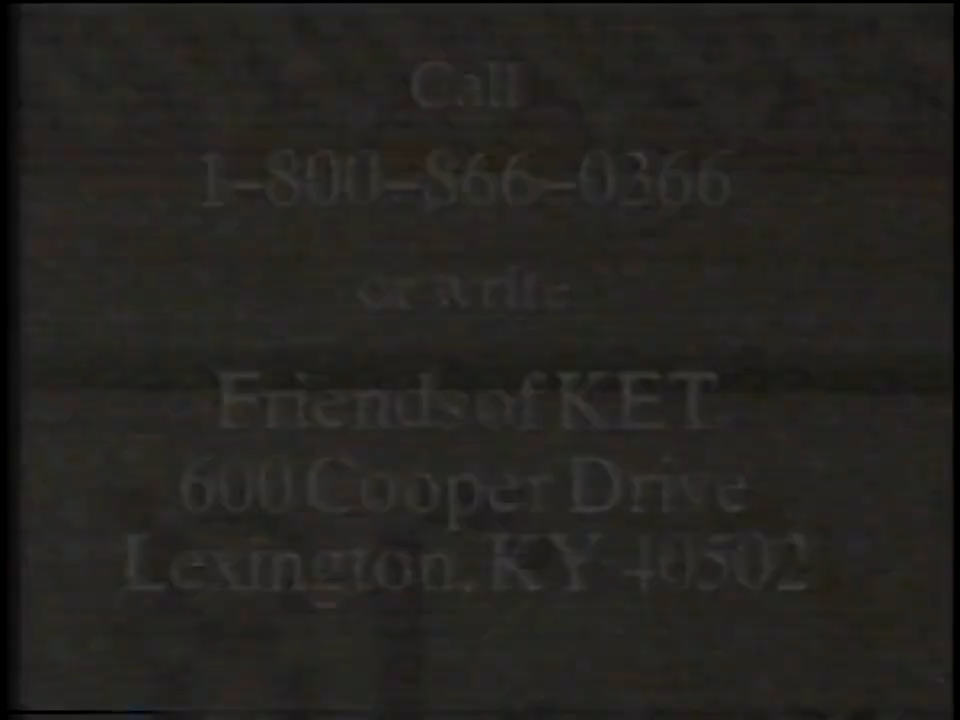 Call
1-800-866-0366
or write
Friends of KET
600 Cooper Drive
Lexington, KY 40502